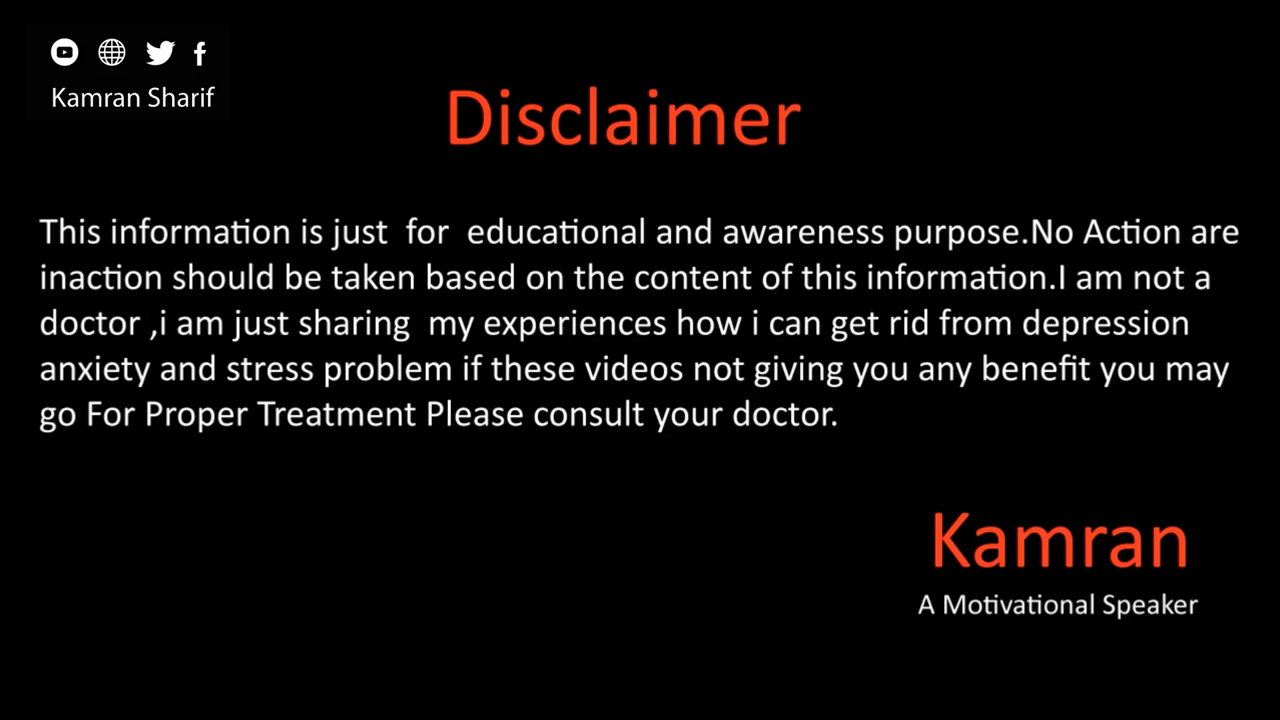 Kamran Sharif
Disclaimer
This information is just for educational and awareness purpose.No Action are
inaction should be taken based on the content of this information.I am not a
doctor ,i am just sharing my experiences how i can get rid from depression
anxiety and stress problem if these videos not giving you any benefit you may
go For Proper Treatment Please consult your doctor.
Kamran
A Motivational Speaker